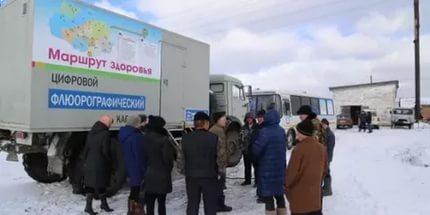 Маршрут здоровья
ЦИФРОВОЙ
ФЛЮОРОГРАФИЧЕСКИЙ